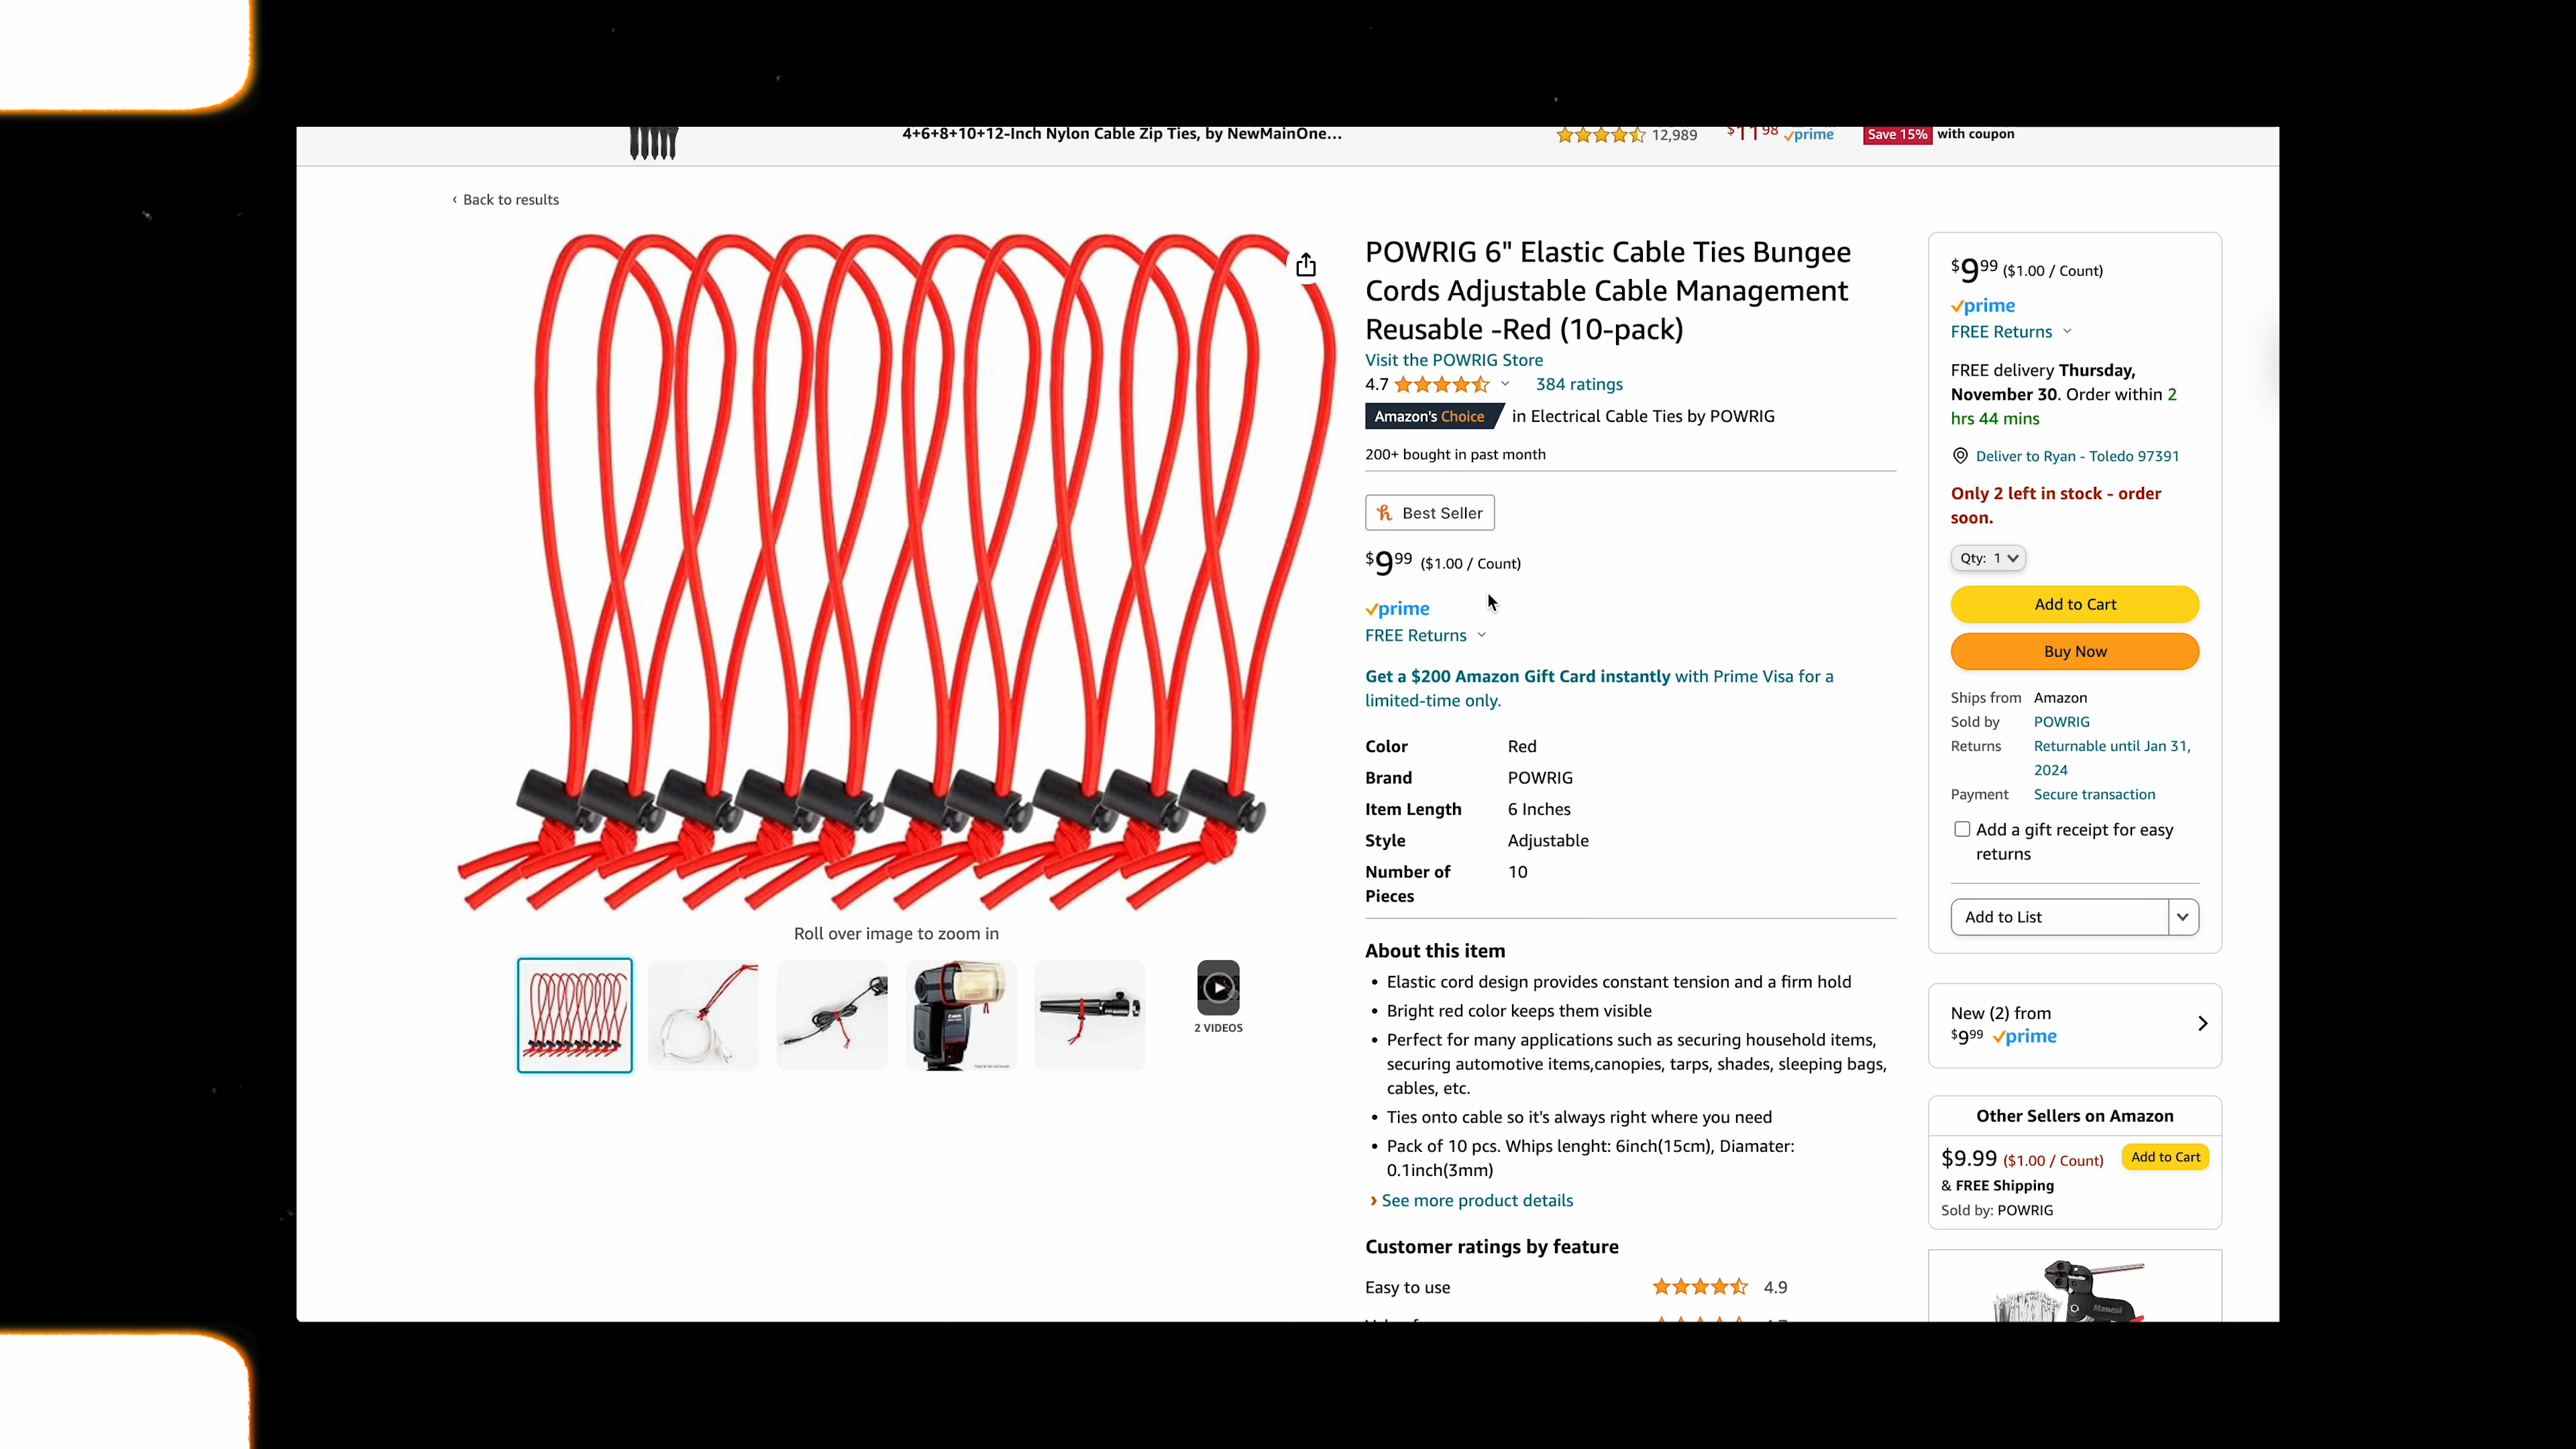 4+6+8+10+12-Inch Nylon Cable Zip Ties, by NewMainOne...
12,989
$11.98 prime
Save 15% with coupon
‹ Back to results
POWRIG 6" Elastic Cable Ties Bungee
Cords Adjustable Cable Management
Reusable -Red (10-pack)
Visit the POWRIG Store
4.7 384 ratings
Amazon's Choice in Electrical Cable Ties by POWRIG
200+ bought in past month
Best Seller
$9.99 ($1.00 / Count)
prime
FREE Returns
Get a $200 Amazon Gift Card instantly with Prime Visa for a
limited-time only.
Color Red
Brand POWRIG
Item Length 6 Inches
Style Adjustable
Number of 10
Pieces
About this item
• Elastic cord design provides constant tension and a firm hold
• Bright red color keeps them visible
• Perfect for many applications such as securing household items,
securing automotive items,canopies, tarps, shades, sleeping bags,
cables, etc.
• Ties onto cable so it's always right where you need
• Pack of 10 pcs. Whips lenght: 6inch(15cm), Diamater:
0.1inch(3mm)
› See more product details
Customer ratings by feature
Easy to use 4.9
Roll over image to zoom in
2 VIDEOS
$9.99 ($1.00 / Count)
prime
FREE Returns
FREE delivery Thursday,
November 30. Order within 2
hrs 44 mins
Deliver to Ryan - Toledo 97391
Only 2 left in stock - order
soon.
Qty: 1
Add to Cart
Buy Now
Ships from Amazon
Sold by POWRIG
Returns Returnable until Jan 31,
2024
Payment Secure transaction
Add a gift receipt for easy
returns
Add to List
New (2) from
$9.99 prime
Other Sellers on Amazon
$9.99 ($1.00 / Count) Add to Cart
& FREE Shipping
Sold by: POWRIG